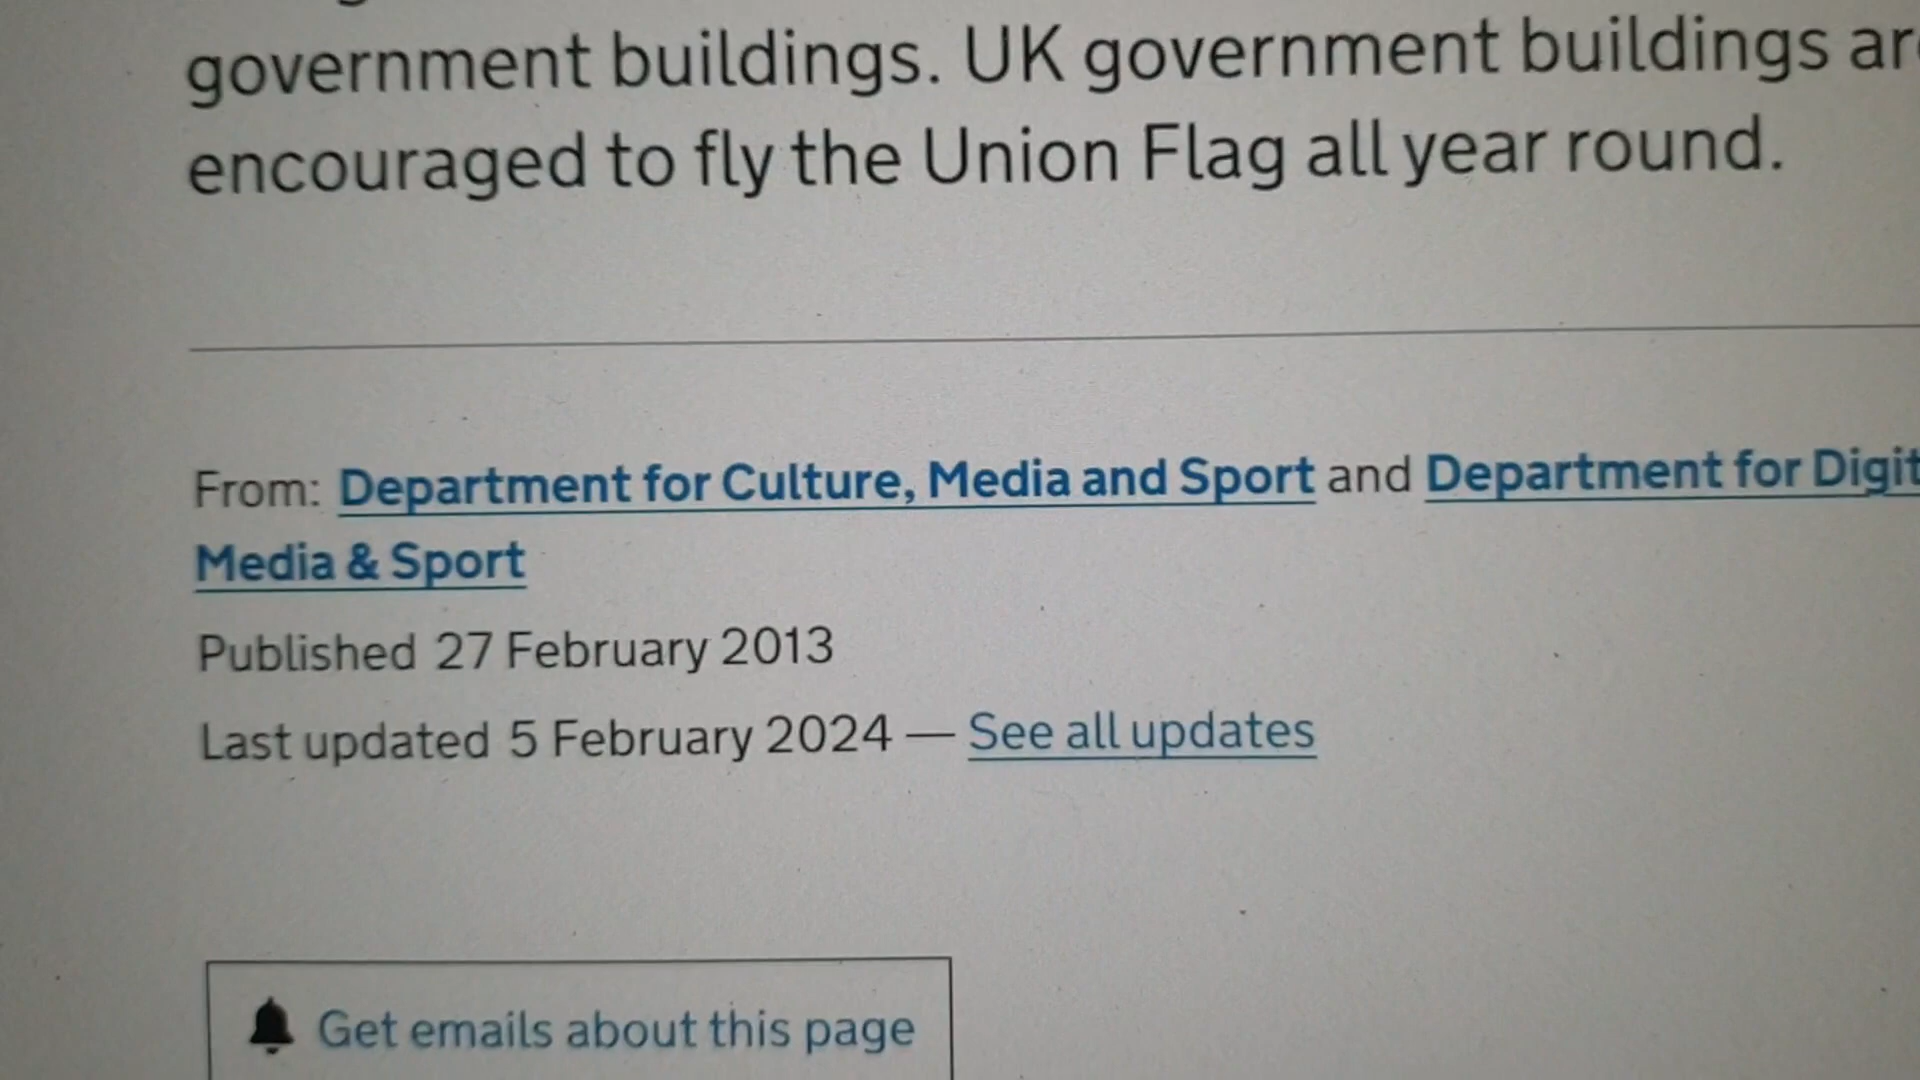 government buildings. UK government buildings are
encouraged to fly the Union Flag all year round.
From: Department for Culture, Media and Sport and Department for
Media & Sport
Published 27 February 2013
Last updated 5 February 2024 — See all updates
Get emails about this page